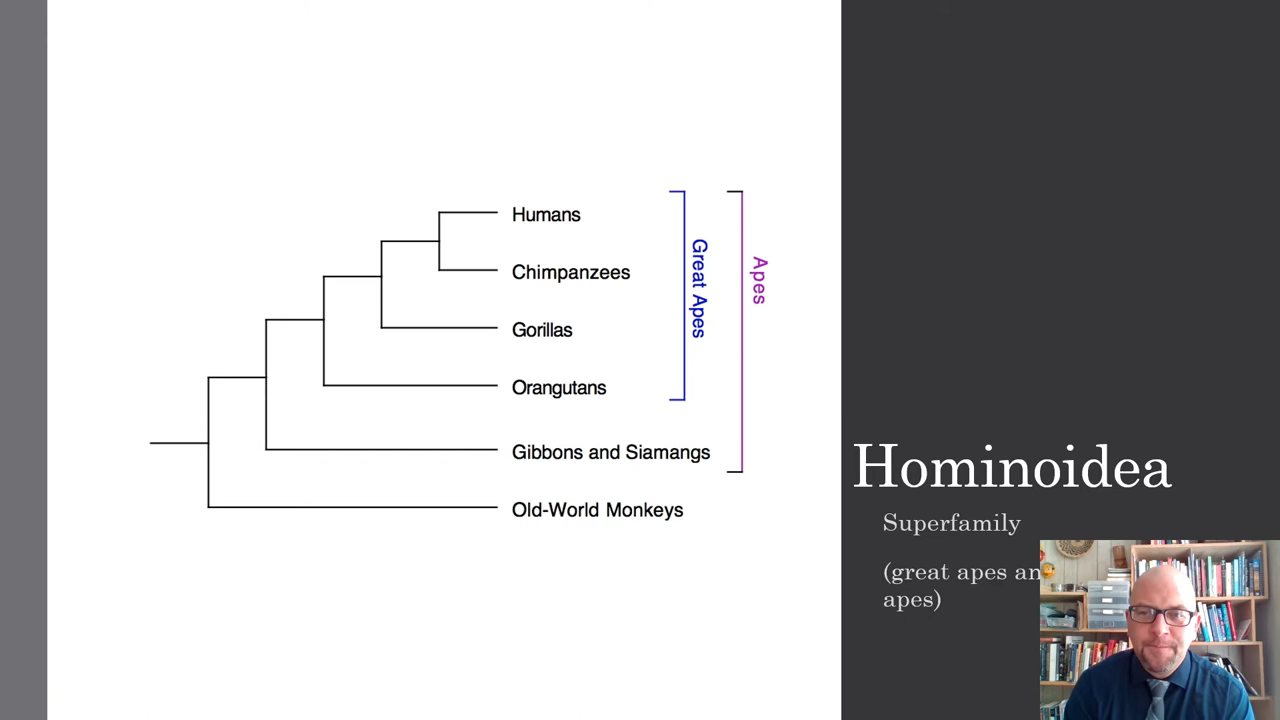 Humans
Chimpanzees
Gorillas
Orangutans
Gibbons and Siamangs
Old-World Monkeys
Great Apes
Apes
Hominoidea
Superfamily
(great apes an
apes)